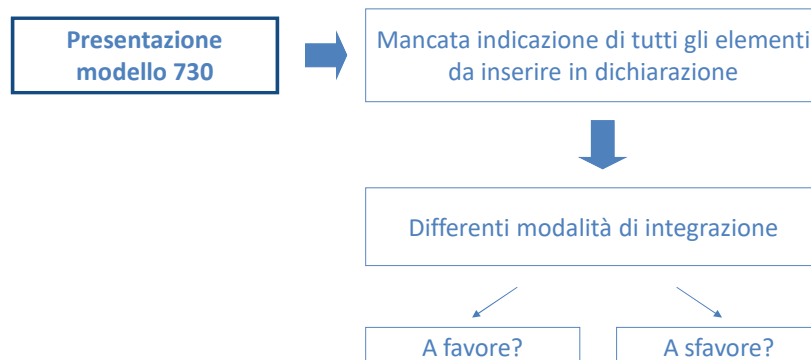 Presentazione
modello 730
Mancata indicazione di tutti gli elementi
da inserire in dichiarazione
Differenti modalità di integrazione
A favore?
A sfavore?